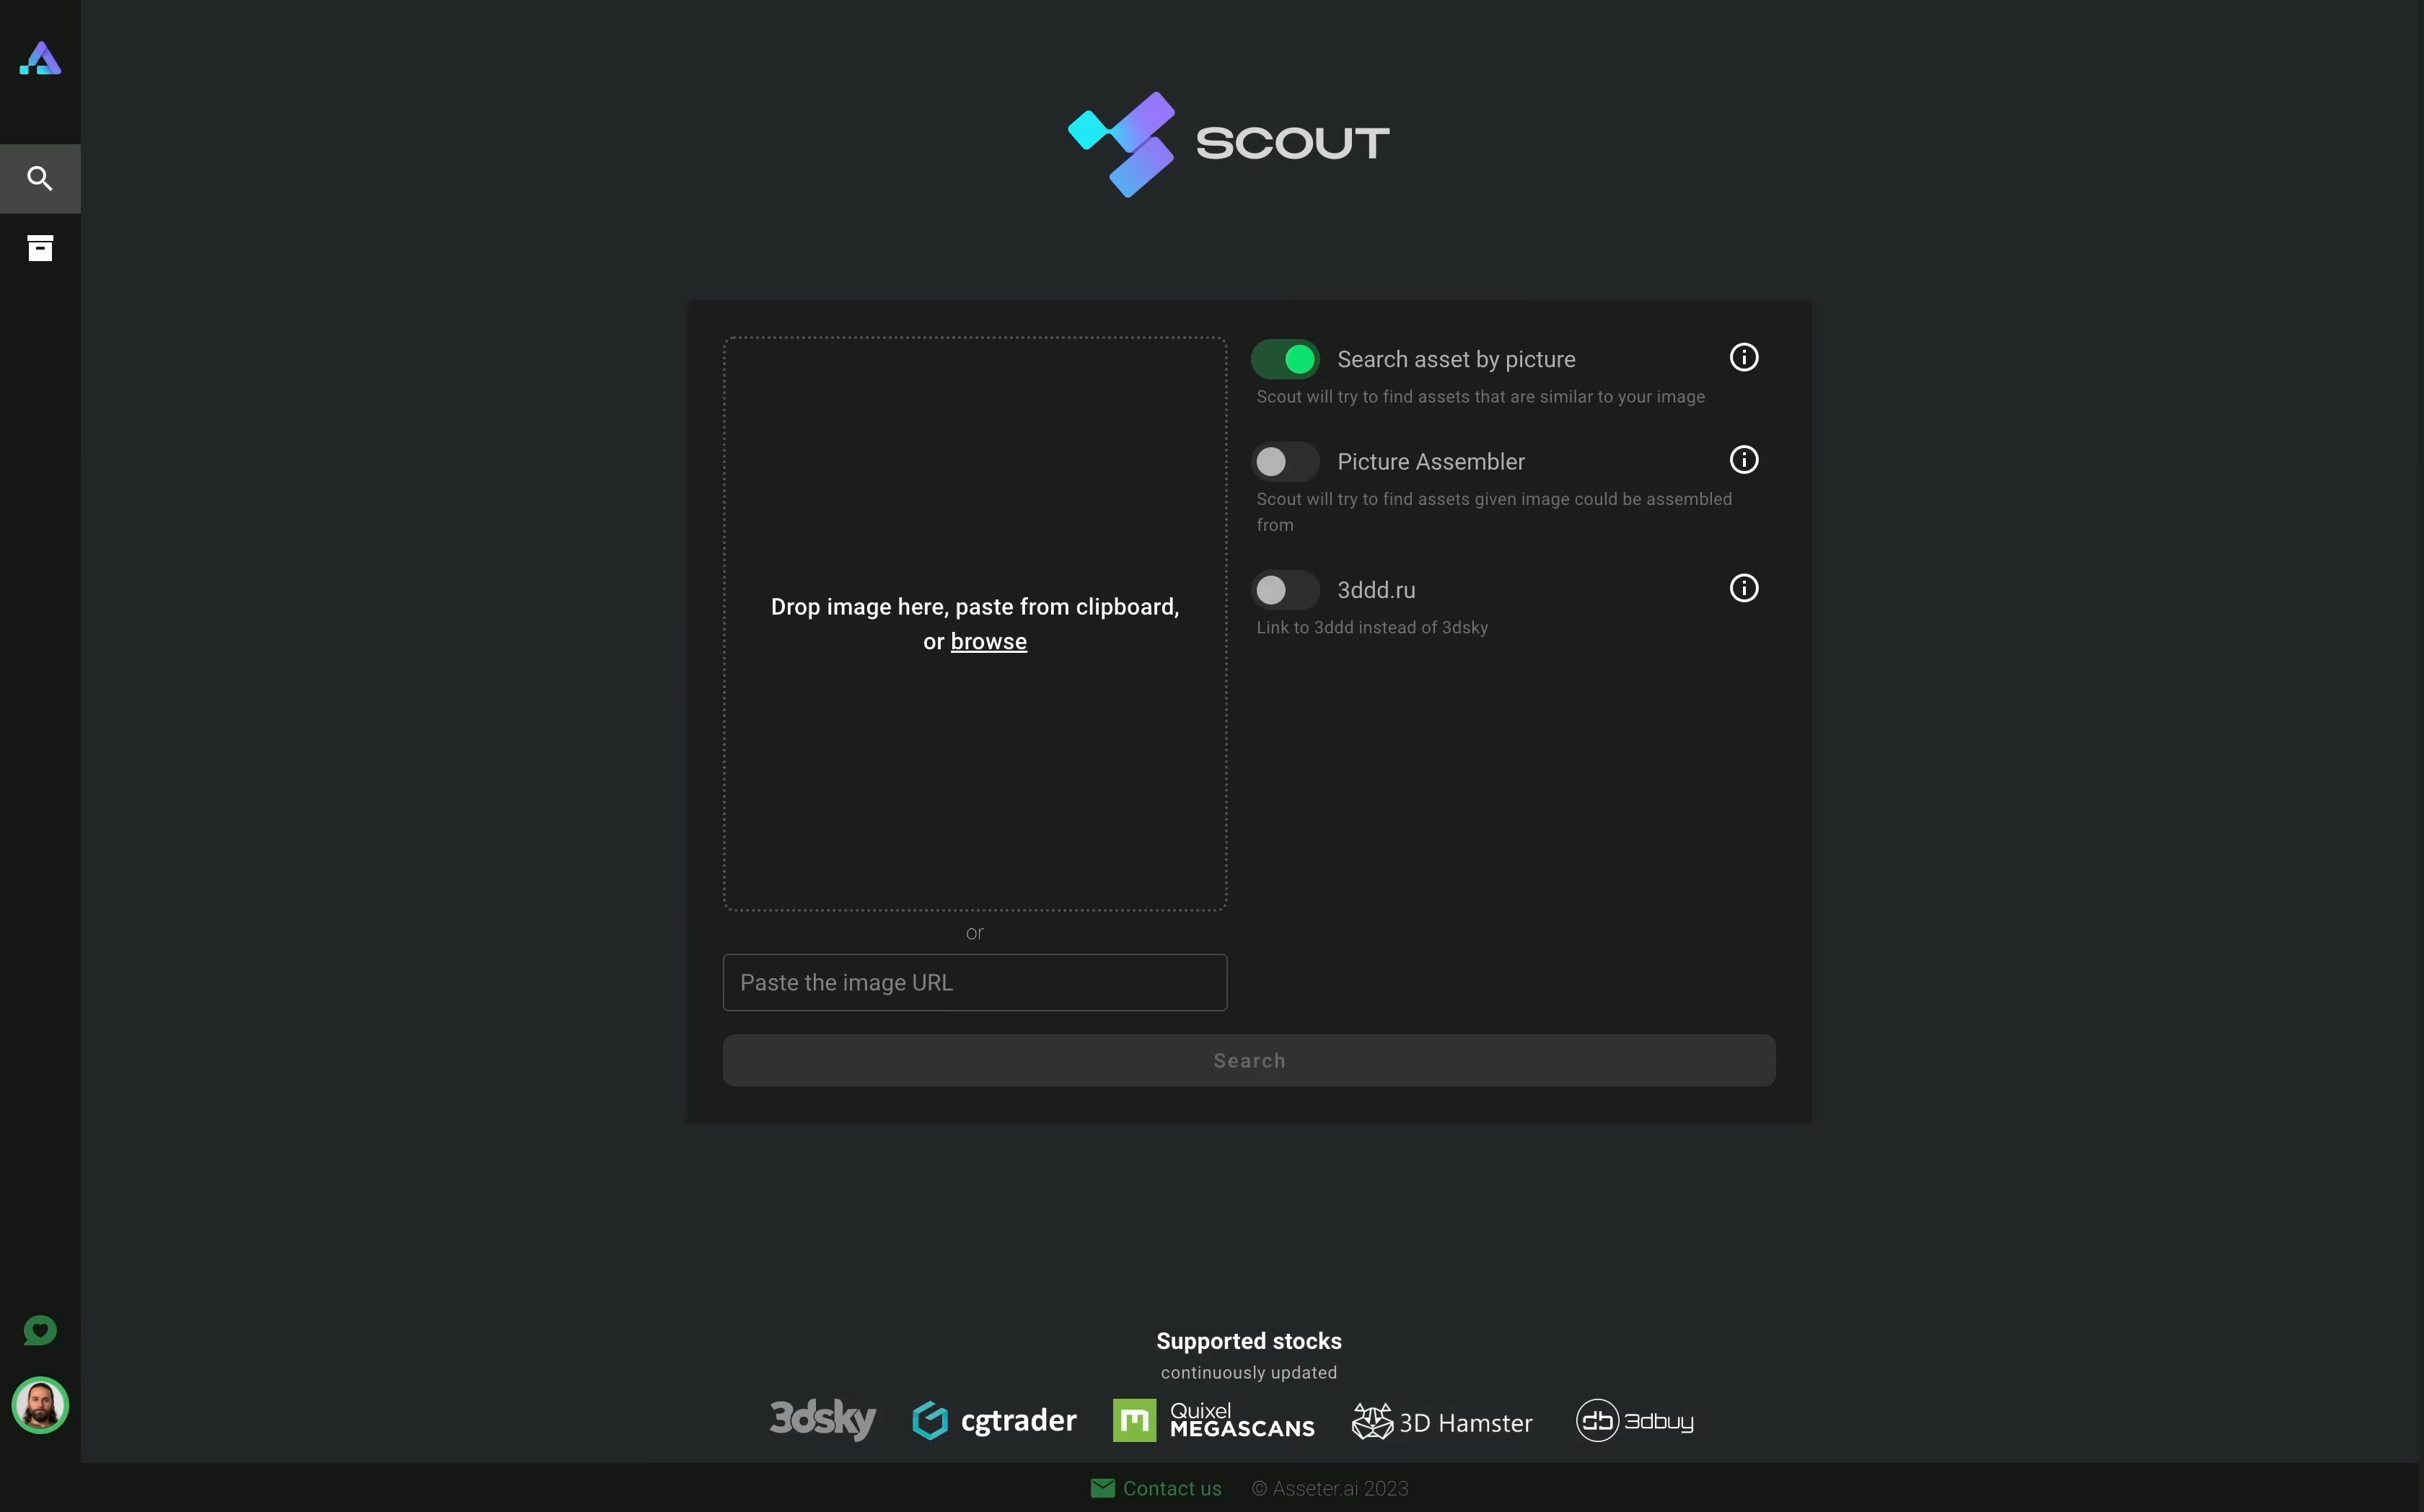 SCOUT
Drop image here, paste from clipboard,
or browse
or
Paste the image URL
Search asset by picture
Scout will try to find assets that are similar to your image
Picture Assembler
Scout will try to find assets given image could be assembled
from
3ddd.ru
Link to 3ddd instead of 3dsky
Search
Supported stocks
continuously updated
3dsky
cgtrader
Quixel
MEGASCANS
3D Hamster
3dbuy
Contact us
© Asseter.ai 2023